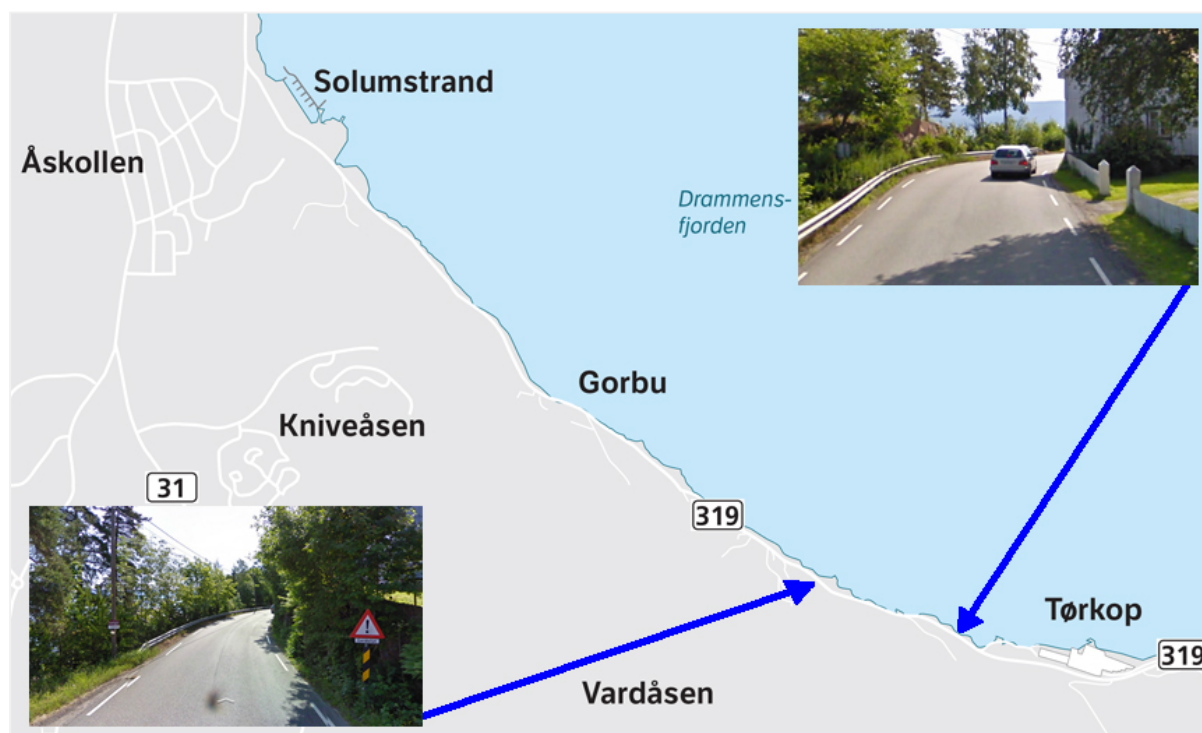 Solumstrand
Åskollen
Drammens-
fjorden
Gorbu
Kniveåsen
31
319
Tørkop
319
Vardåsen